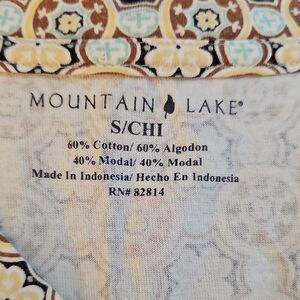 MOUNTAIN LAKE®
S/CHI
60% Cotton/ 60% Algodon
40% Modal/ 40% Modal
Made In Indonesia/ Hecho En Indonesia
RN# 82814